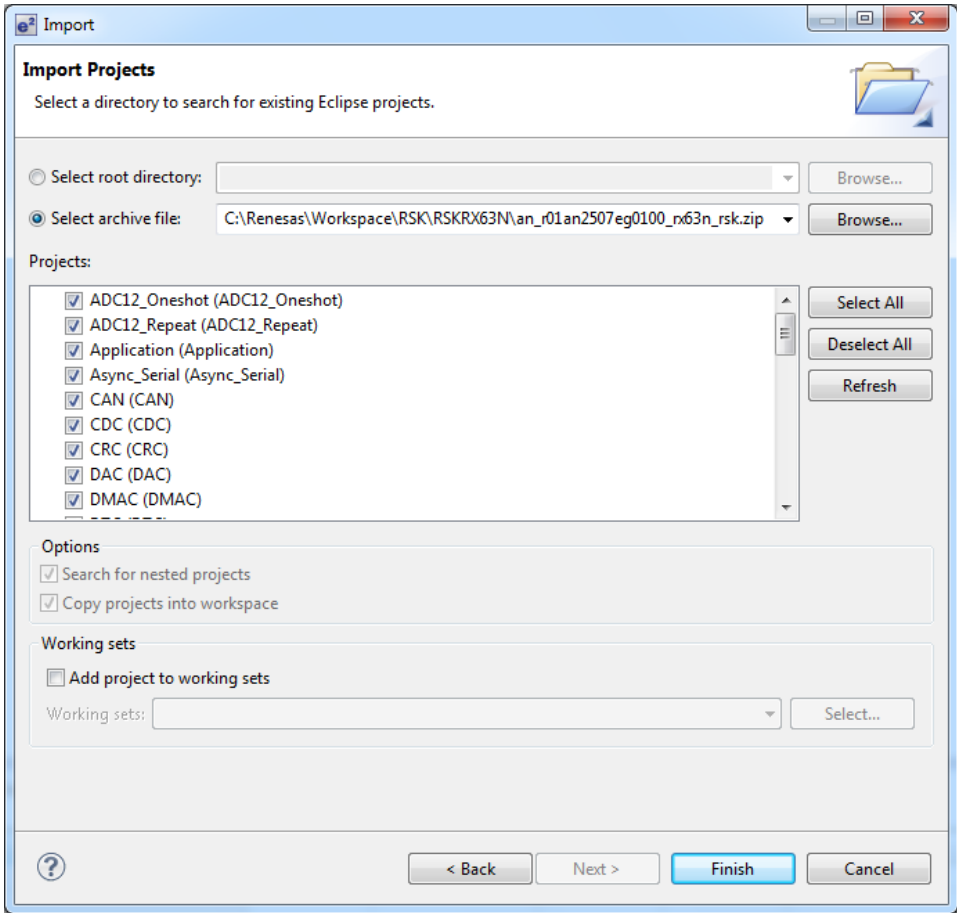 e² Import
Import Projects
Select a directory to search for existing Eclipse projects.
Select root directory: Browse...
Select archive file: C:\Renesas\Workspace\RSK\RSKRX63N\an_r01an2507eg0100_rx63n_rsk.zip Browse...
Projects:
ADC12_Oneshot (ADC12_Oneshot) Select All
ADC12_Repeat (ADC12_Repeat)
Application (Application) Deselect All
Async_Serial (Async_Serial) Refresh
CAN (CAN)
CDC (CDC)
CRC (CRC)
DAC (DAC)
DMAC (DMAC)
Options
Search for nested projects
Copy projects into workspace
Working sets
Add project to working sets
Working sets: Select...
? < Back Next > Finish Cancel